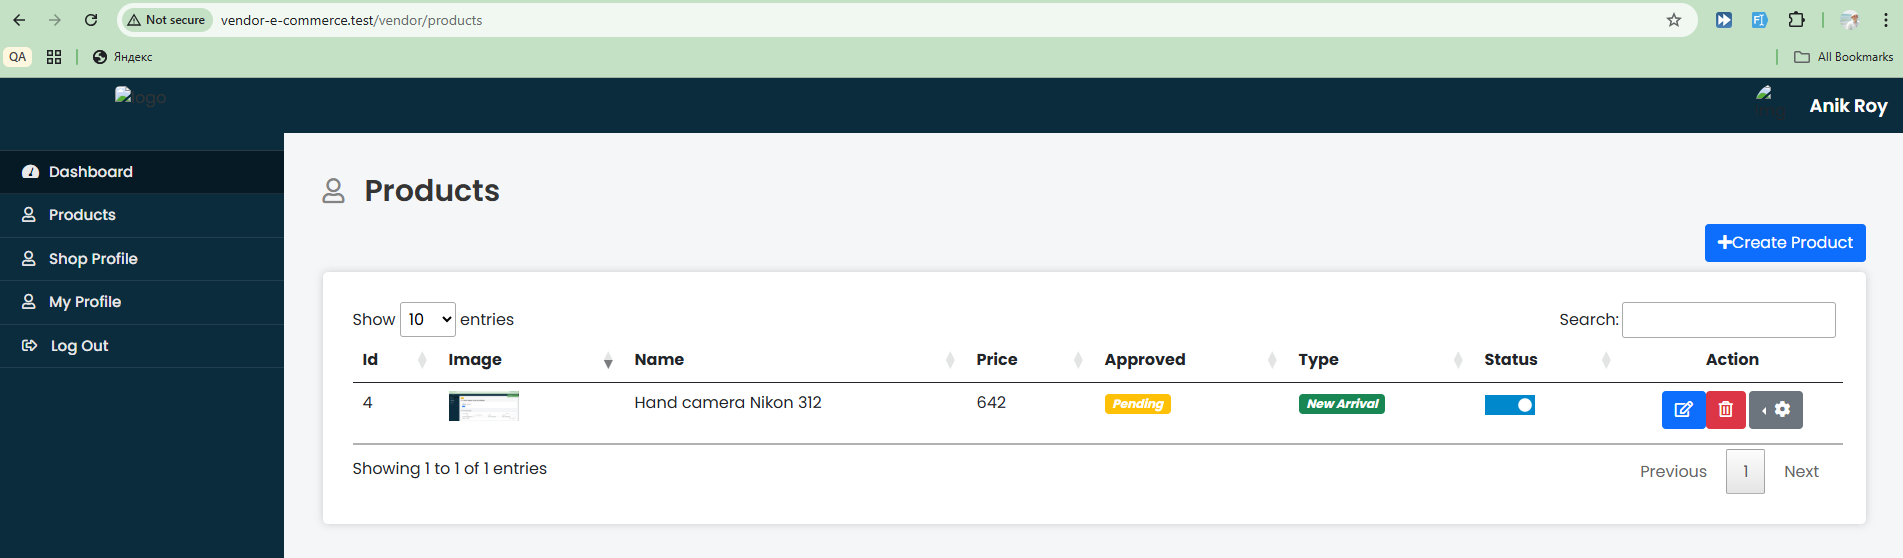 Not secure vendor-e-commerce.test/vendor/products
QA Яндекс All Bookmarks
logo Anik Roy
Dashboard
Products
Shop Profile
My Profile
Log Out
Products
Create Product
Show 10 entries Search:
Id Image Name Price Approved Type Status Action
4 Hand camera Nikon 312 642 Pending New Arrival
Showing 1 to 1 of 1 entries Previous 1 Next